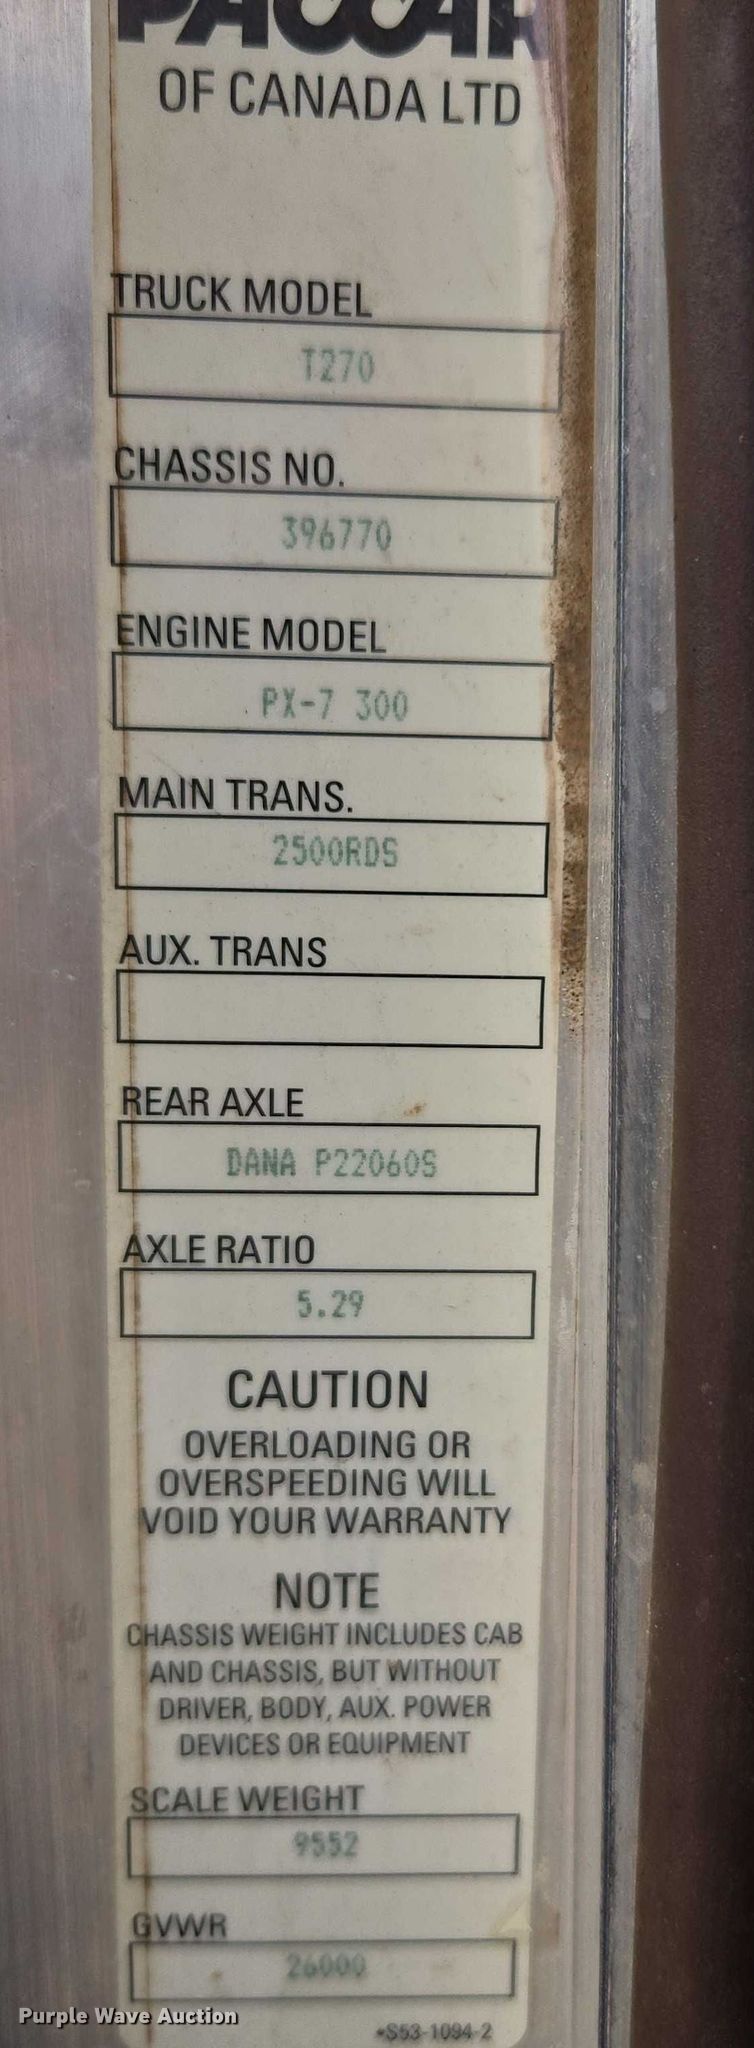 PACCAR
OF CANADA LTD
TRUCK MODEL
T270
CHASSIS NO.
396770
ENGINE MODEL
PX-7 300
MAIN TRANS.
2500RDS
AUX. TRANS
REAR AXLE
DANA P22060S
AXLE RATIO
5.29
CAUTION
OVERLOADING OR
OVERSPEEDING WILL
VOID YOUR WARRANTY
NOTE
CHASSIS WEIGHT INCLUDES CAB
AND CHASSIS, BUT WITHOUT
DRIVER, BODY, AUX. POWER
DEVICES OR EQUIPMENT
SCALE WEIGHT
9552
GVWR
26000
Purple Wave Auction
•S53-1094-2